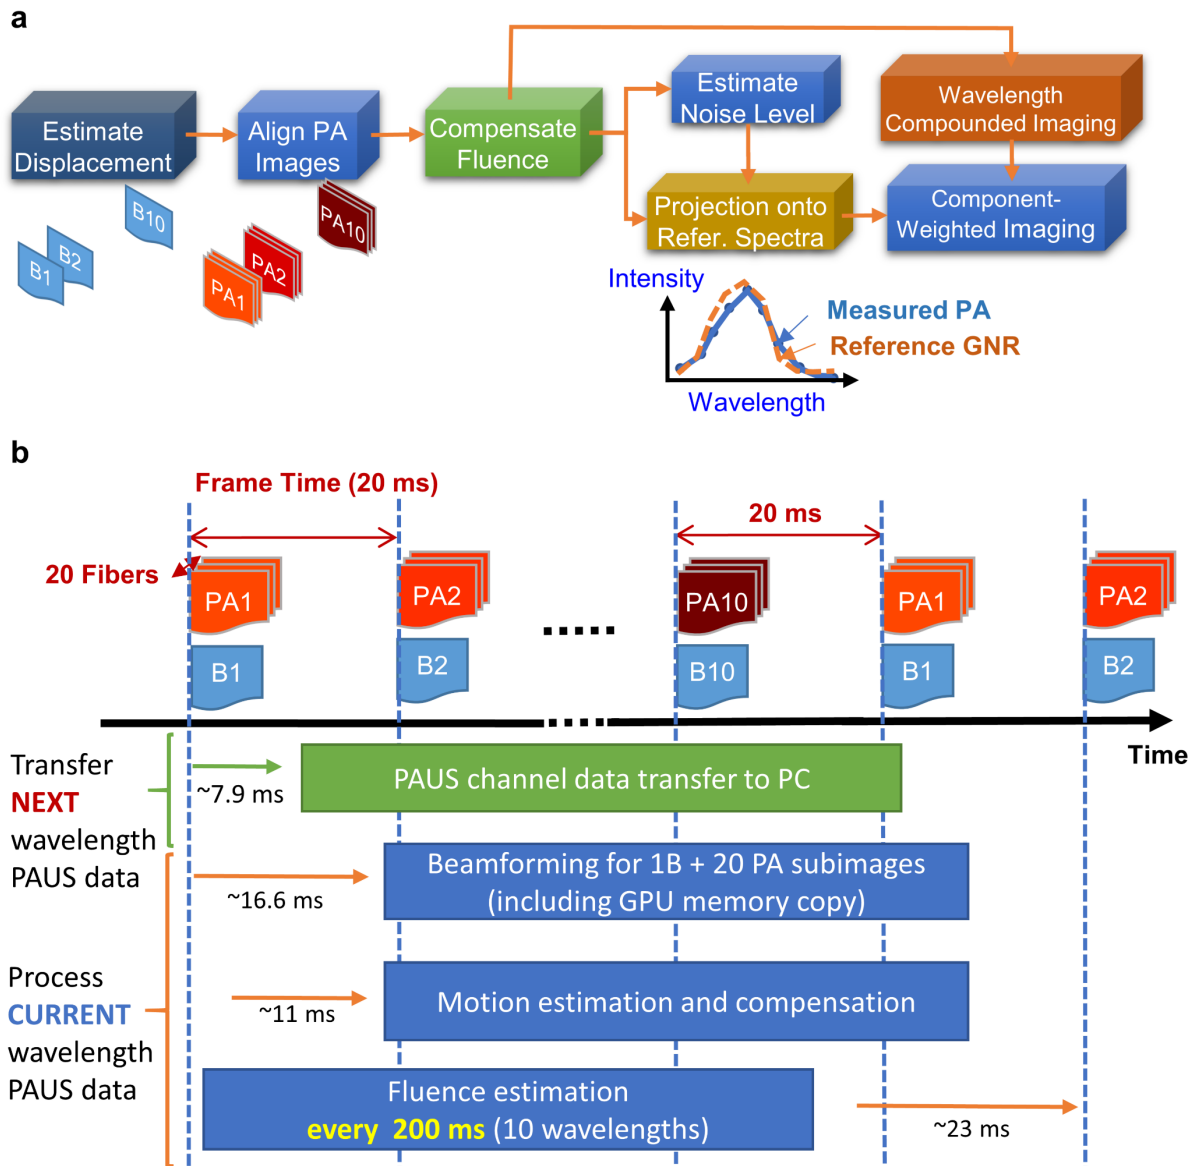 a
Estimate
Displacement
Align PA
Images
Compensate
Fluence
Estimate
Noise Level
Wavelength
Compounded Imaging
Projection onto
Refer. Spectra
Component-
Weighted Imaging
B1
B2
B10
PA1
PA2
PA10
Intensity
Measured PA
Reference GNR
Wavelength
b
Frame Time (20 ms)
20 ms
20 Fibers
PA1
PA2
PA10
PA1
PA2
B1
B2
B10
B1
B2
Time
Transfer
NEXT
wavelength
PAUS data
~7.9 ms
PAUS channel data transfer to PC
~16.6 ms
Beamforming for 1B + 20 PA subimages
(including GPU memory copy)
Process
CURRENT
wavelength
PAUS data
~11 ms
Motion estimation and compensation
Fluence estimation
every 200 ms (10 wavelengths)
~23 ms